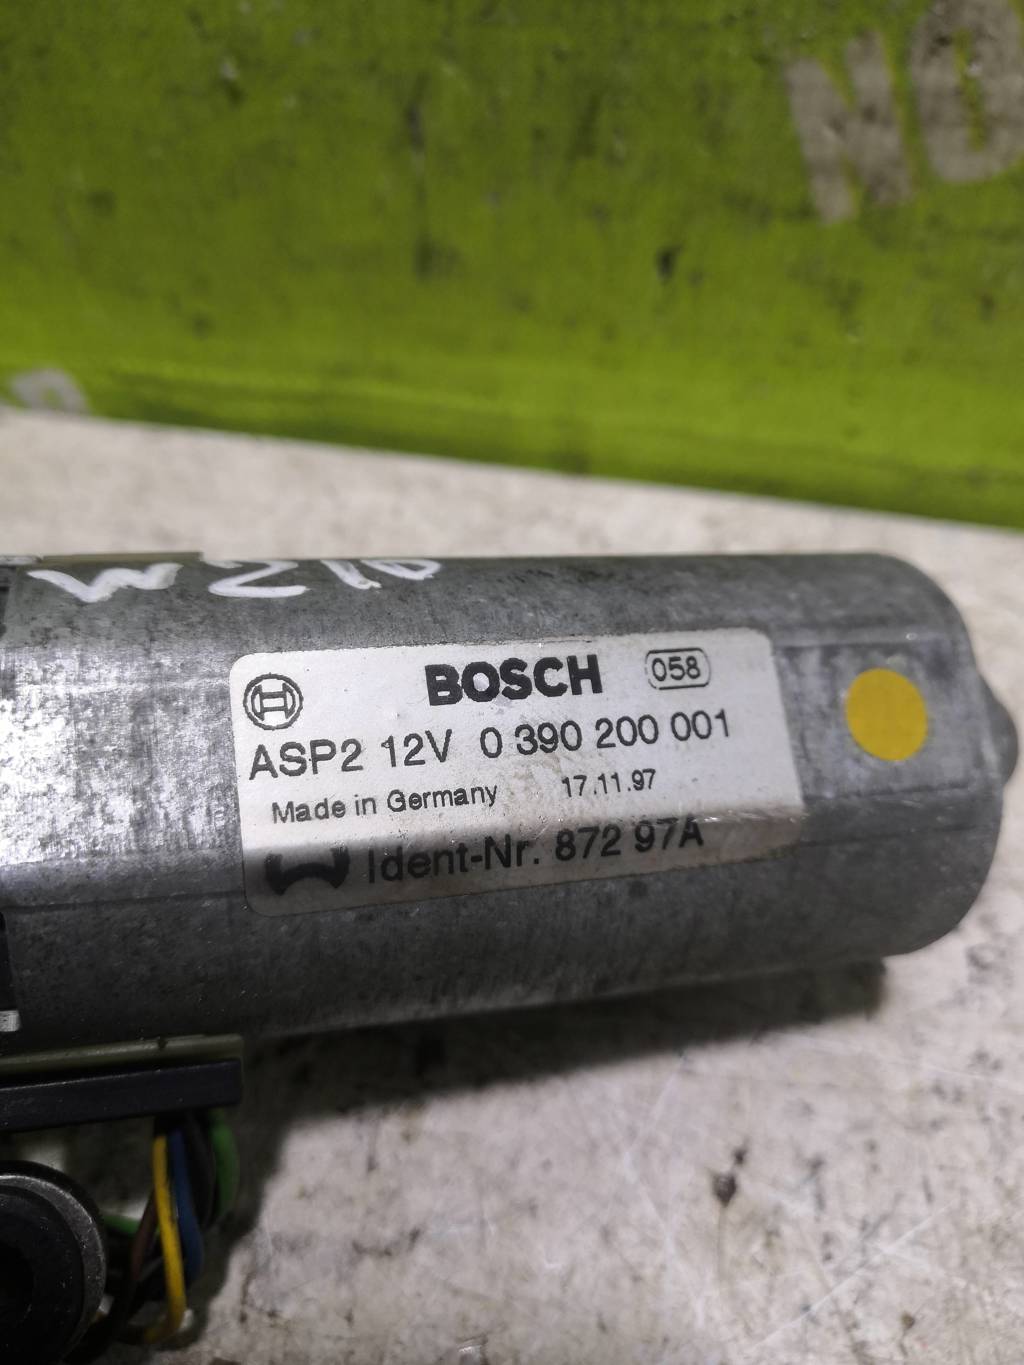 NO
W210
BOSCH 058
ASP2 12V 0 390 200 001
Made in Germany 17.11.97
Ident-Nr. 872 97A